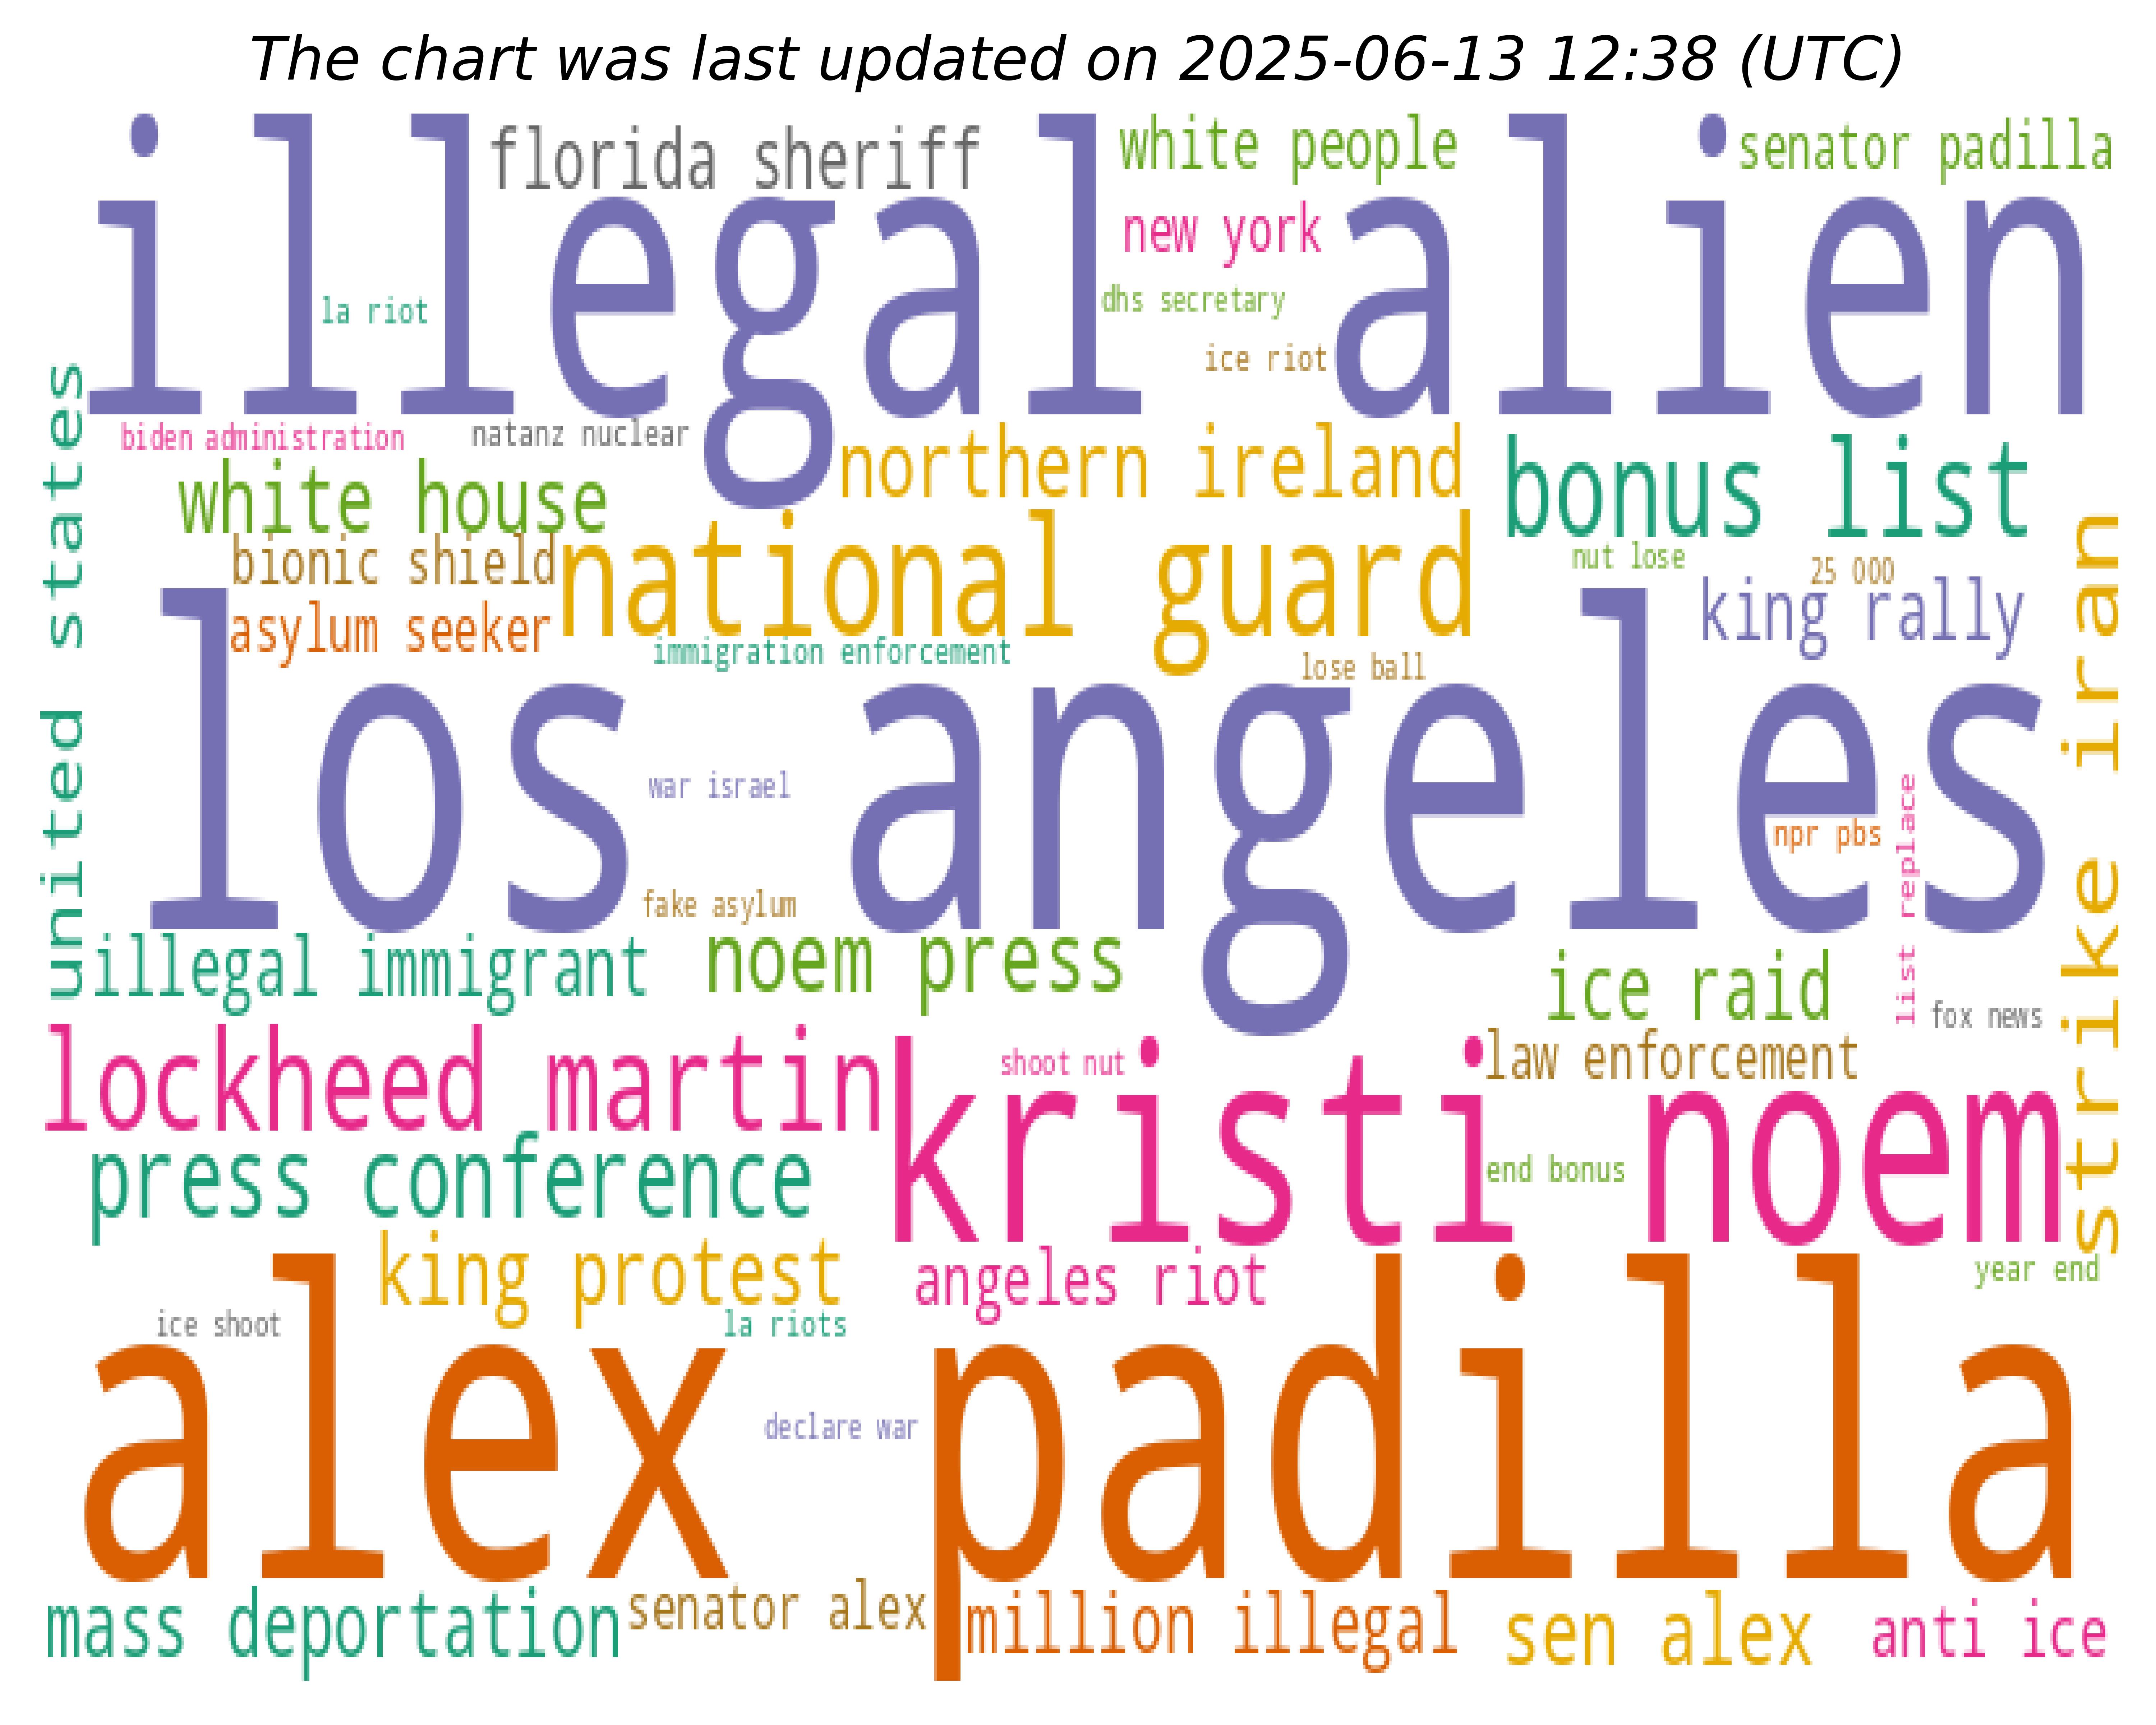 The chart was last updated on 2025-06-13 12:38 (UTC)
illegal alien
florida sheriff
white people
senator padilla
new york
la riot
dhs secretary
ice riot
united states
biden administration
natanz nuclear
northern ireland
bonus list
white house
bionic shield
national guard
nut lose
25 000
king rally
strike iran
asylum seeker
immigration enforcement
lose ball
los angeles
war israel
npr pbs
list replace
fake asylum
illegal immigrant
noem press
ice raid
fox news
lockheed martin
kristi noem
shoot nut
law enforcement
press conference
end bonus
king protest
angeles riot
year end
ice shoot
la riots
alex padilla
declare war
mass deportation
senator alex
million illegal
sen alex
anti ice